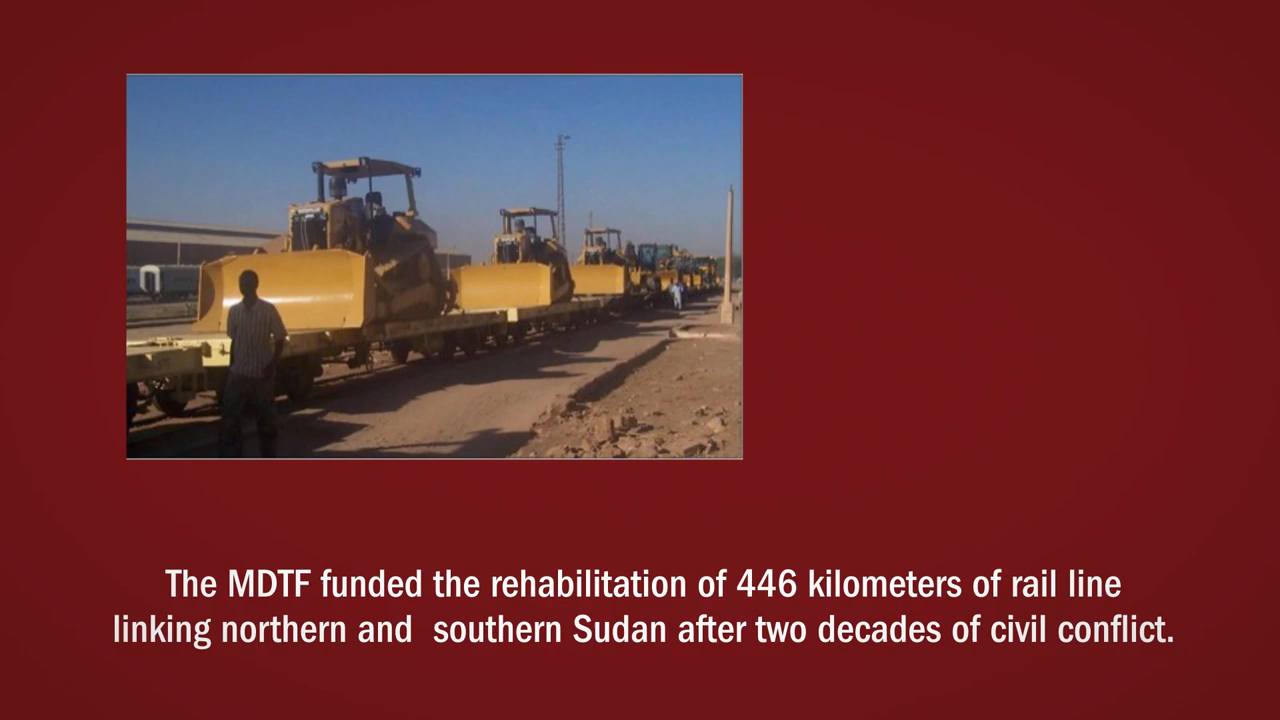 The MDTF funded the rehabilitation of 446 kilometers of rail line
linking northern and  southern Sudan after two decades of civil conflict.